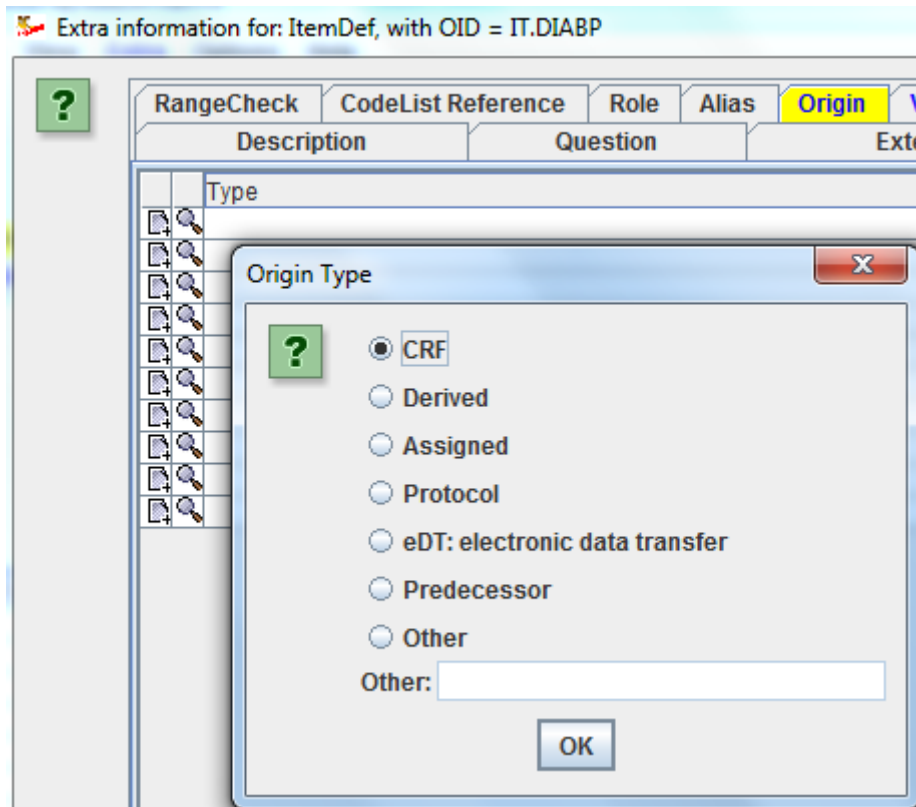 Extra information for: ItemDef, with OID = IT.DIABP
?
RangeCheck CodeList Reference Role Alias Origin
Description Question Exte
Type
Origin Type
?
CRF
Derived
Assigned
Protocol
eDT: electronic data transfer
Predecessor
Other
Other:
OK